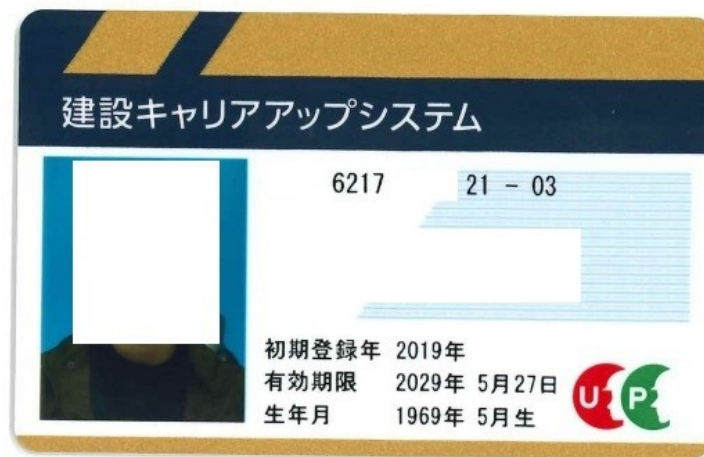 建設キャリアアップシステム
6217 21 - 03
初期登録年 2019年
有効期限 2029年 5月27日
生年月 1969年 5月生
UP